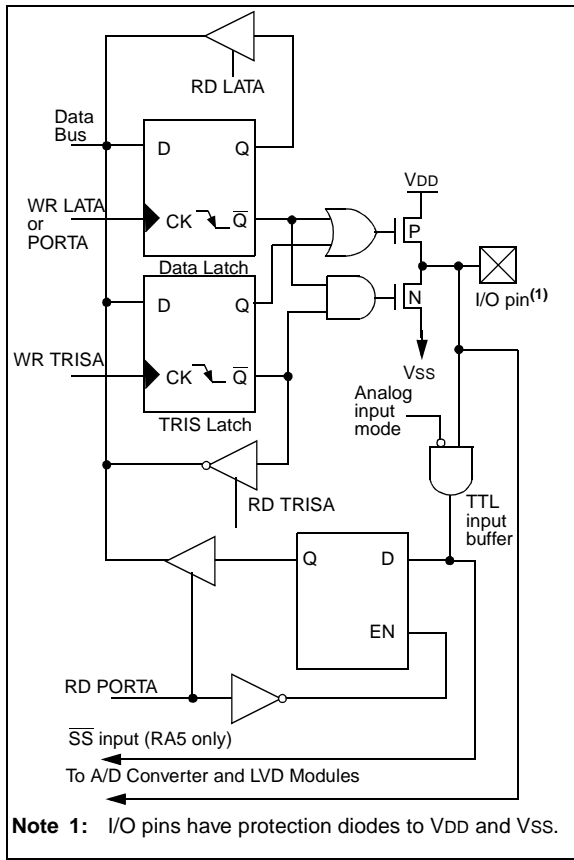 RD LATA
Data
Bus
D
Q
VDD
WR LATA
or
PORTA
CK
Q̅
P
Data Latch
N
I/O pin(1)
D
Q
WR TRISA
CK
Q̅
VSS
Analog
input
mode
TRIS Latch
TTL
input
buffer
RD TRISA
Q
D
EN
RD PORTA
S̅S̅ input (RA5 only)
To A/D Converter and LVD Modules
Note 1: I/O pins have protection diodes to VDD and VSS.